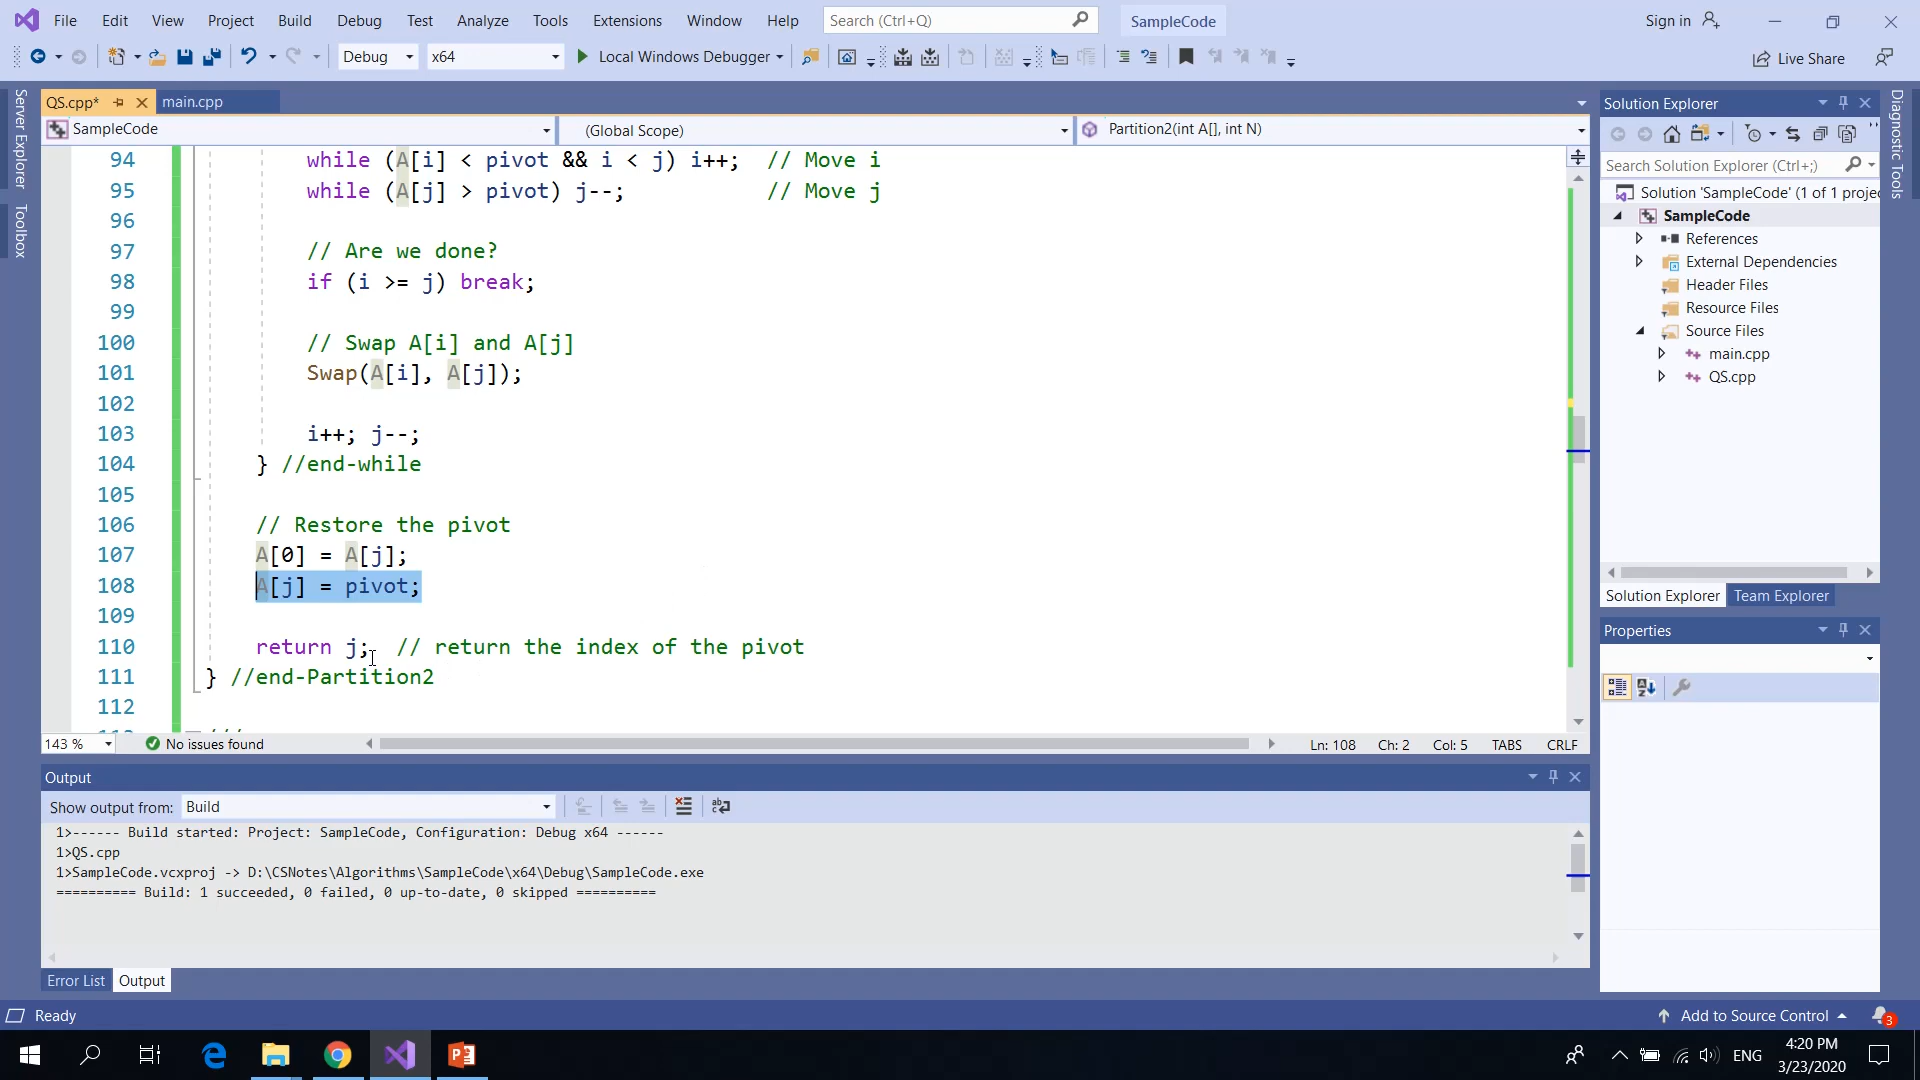 File Edit View Project Build Debug Test Analyze Tools Extensions Window Help Search (Ctrl+Q) SampleCode Sign in
Debug x64 Local Windows Debugger Live Share
Server Explorer
Toolbox
QS.cpp* main.cpp
SampleCode (Global Scope) Partition2(int A[], int N)
94 while (A[i] < pivot && i < j) i++; // Move i
95 while (A[j] > pivot) j--; // Move j
96
97 // Are we done?
98 if (i >= j) break;
99
100 // Swap A[i] and A[j]
101 Swap(A[i], A[j]);
102
103 i++; j--;
104 } //end-while
105
106 // Restore the pivot
107 A[0] = A[j];
108 A[j] = pivot;
109
110 return j; // return the index of the pivot
111 } //end-Partition2
112
143 % No issues found Ln: 108 Ch: 2 Col: 5 TABS CRLF
Output
Show output from: Build
1>------ Build started: Project: SampleCode, Configuration: Debug x64 ------
1>QS.cpp
1>SampleCode.vcxproj -> D:\CSNotes\Algorithms\SampleCode\x64\Debug\SampleCode.exe
========== Build: 1 succeeded, 0 failed, 0 up-to-date, 0 skipped ==========
Error List Output
Solution Explorer
Search Solution Explorer (Ctrl+;)
Solution 'SampleCode' (1 of 1 proje
SampleCode
References
External Dependencies
Header Files
Resource Files
Source Files
main.cpp
QS.cpp
Solution Explorer Team Explorer
Properties
Diagnostic Tools
Ready Add to Source Control 3
ENG 4:20 PM
3/23/2020